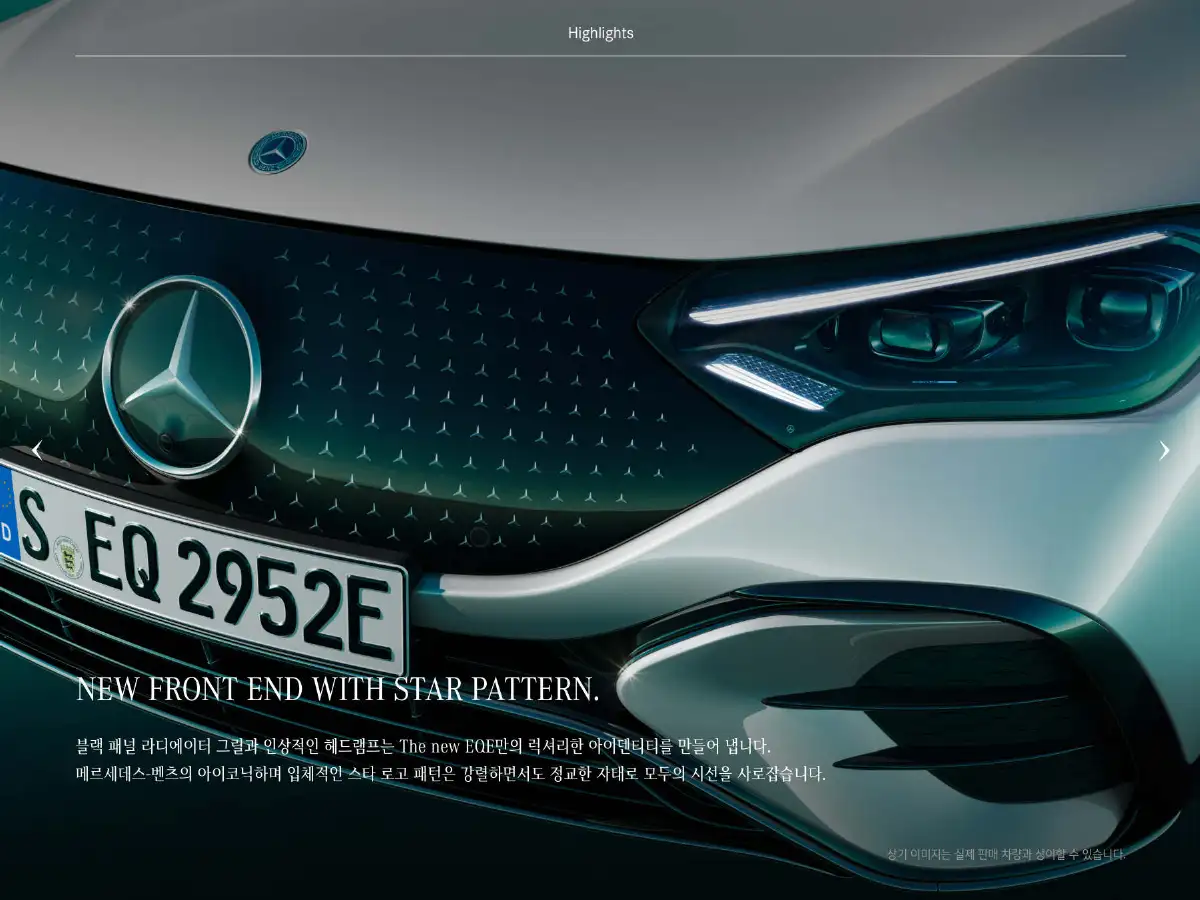 Highlights
D
S EQ 2952E
NEW FRONT END WITH STAR PATTERN.
블랙 패널 라디에이터 그릴과 인상적인 헤드램프는 The new EQE만의 럭셔리한 아이덴티티를 만들어 냅니다.
메르세데스-벤츠의 아이코닉하며 입체적인 스타 로고 패턴은 강렬하면서도 정교한 자태로 모두의 시선을 사로잡습니다.
상기 이미지는 실제 판매 차량과 상이할 수 있습니다.